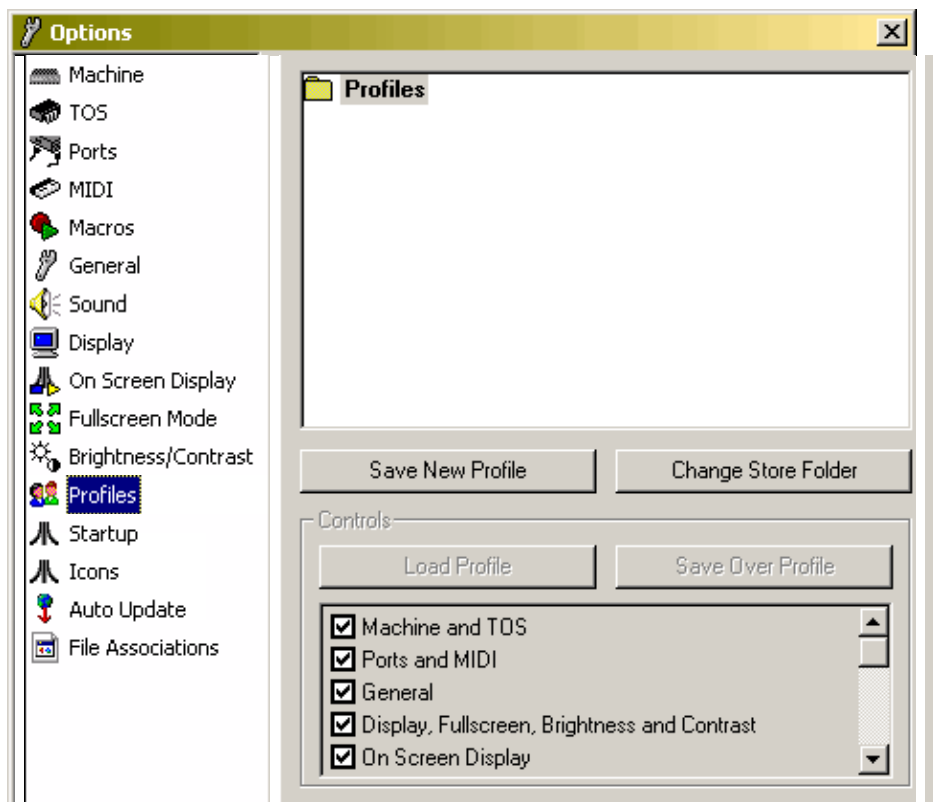 Options
Machine
TOS
Ports
MIDI
Macros
General
Sound
Display
On Screen Display
Fullscreen Mode
Brightness/Contrast
Profiles
Startup
Icons
Auto Update
File Associations
Profiles
Save New Profile
Change Store Folder
Controls
Load Profile
Save Over Profile
Machine and TOS
Ports and MIDI
General
Display, Fullscreen, Brightness and Contrast
On Screen Display